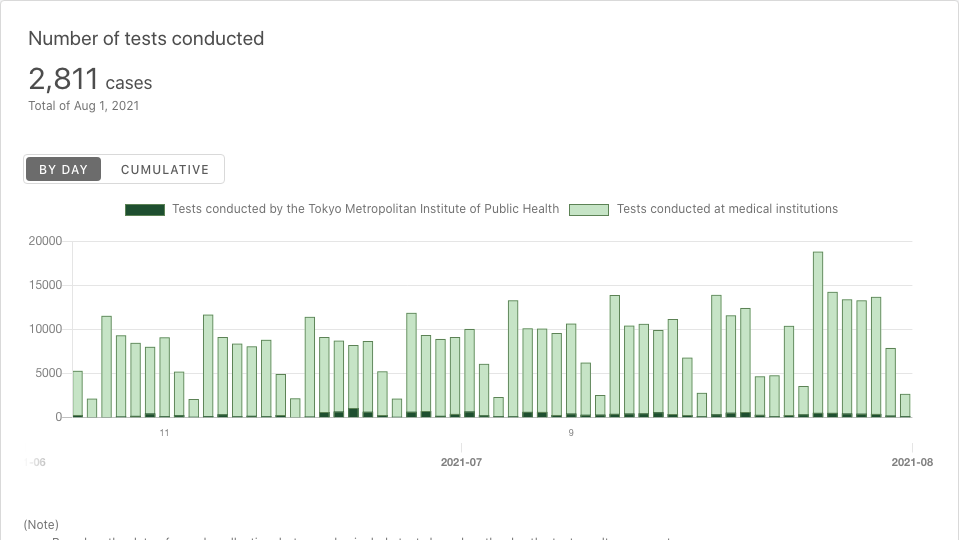 Number of tests conducted
2,811 cases
Total of Aug 1, 2021
BY DAY CUMULATIVE
Tests conducted by the Tokyo Metropolitan Institute of Public Health Tests conducted at medical institutions
20000
15000
10000
5000
0
11 9
-06 2021-07 2021-08
(Note)